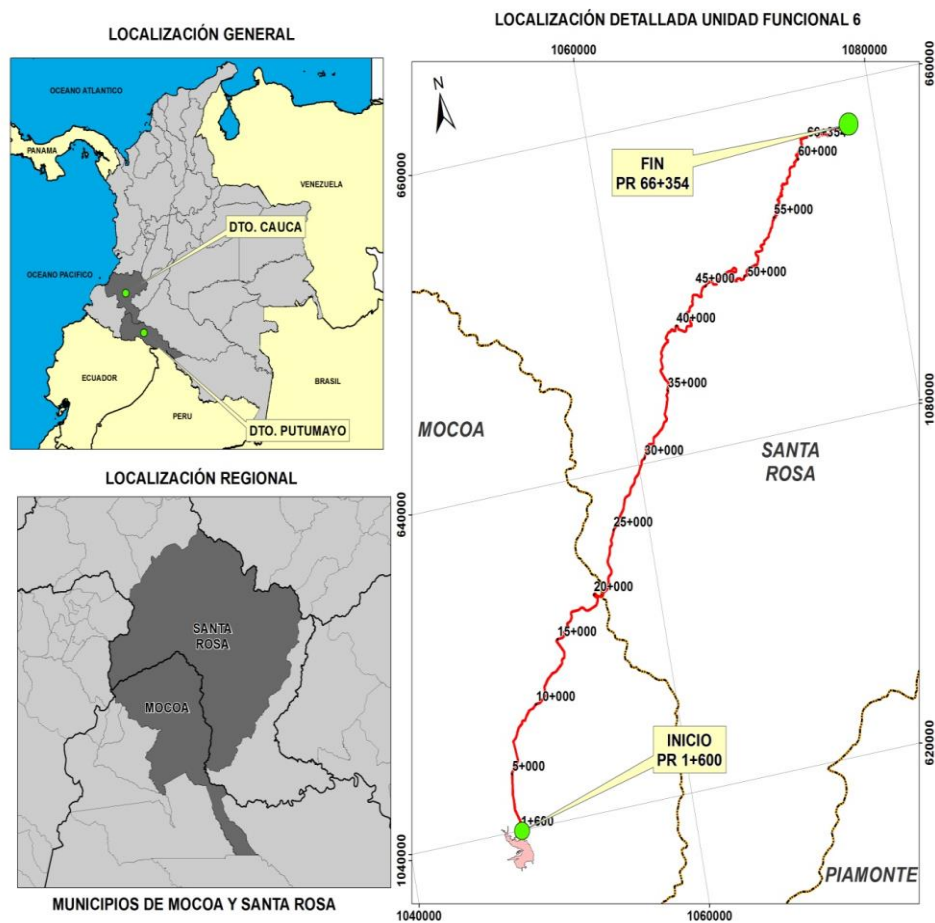 LOCALIZACIÓN GENERAL
OCEANO ATLANTICO
PANAMA
VENEZUELA
DTO. CAUCA
OCEANO PACIFICO
ECUADOR
BRASIL
PERU
DTO. PUTUMAYO
LOCALIZACIÓN REGIONAL
SANTA
ROSA
MOCOA
MUNICIPIOS DE MOCOA Y SANTA ROSA
LOCALIZACIÓN DETALLADA UNIDAD FUNCIONAL 6
1060000
1080000
660000
N
66+354
60+000
FIN
PR 66+354
660000
55+000
50+000
45+000
40+000
35+000
1080000
MOCOA
30+000
SANTA
ROSA
640000
25+000
20+000
15+000
10+000
INICIO
PR 1+600
620000
5+000
1+600
1040000
PIAMONTE
1040000
1060000